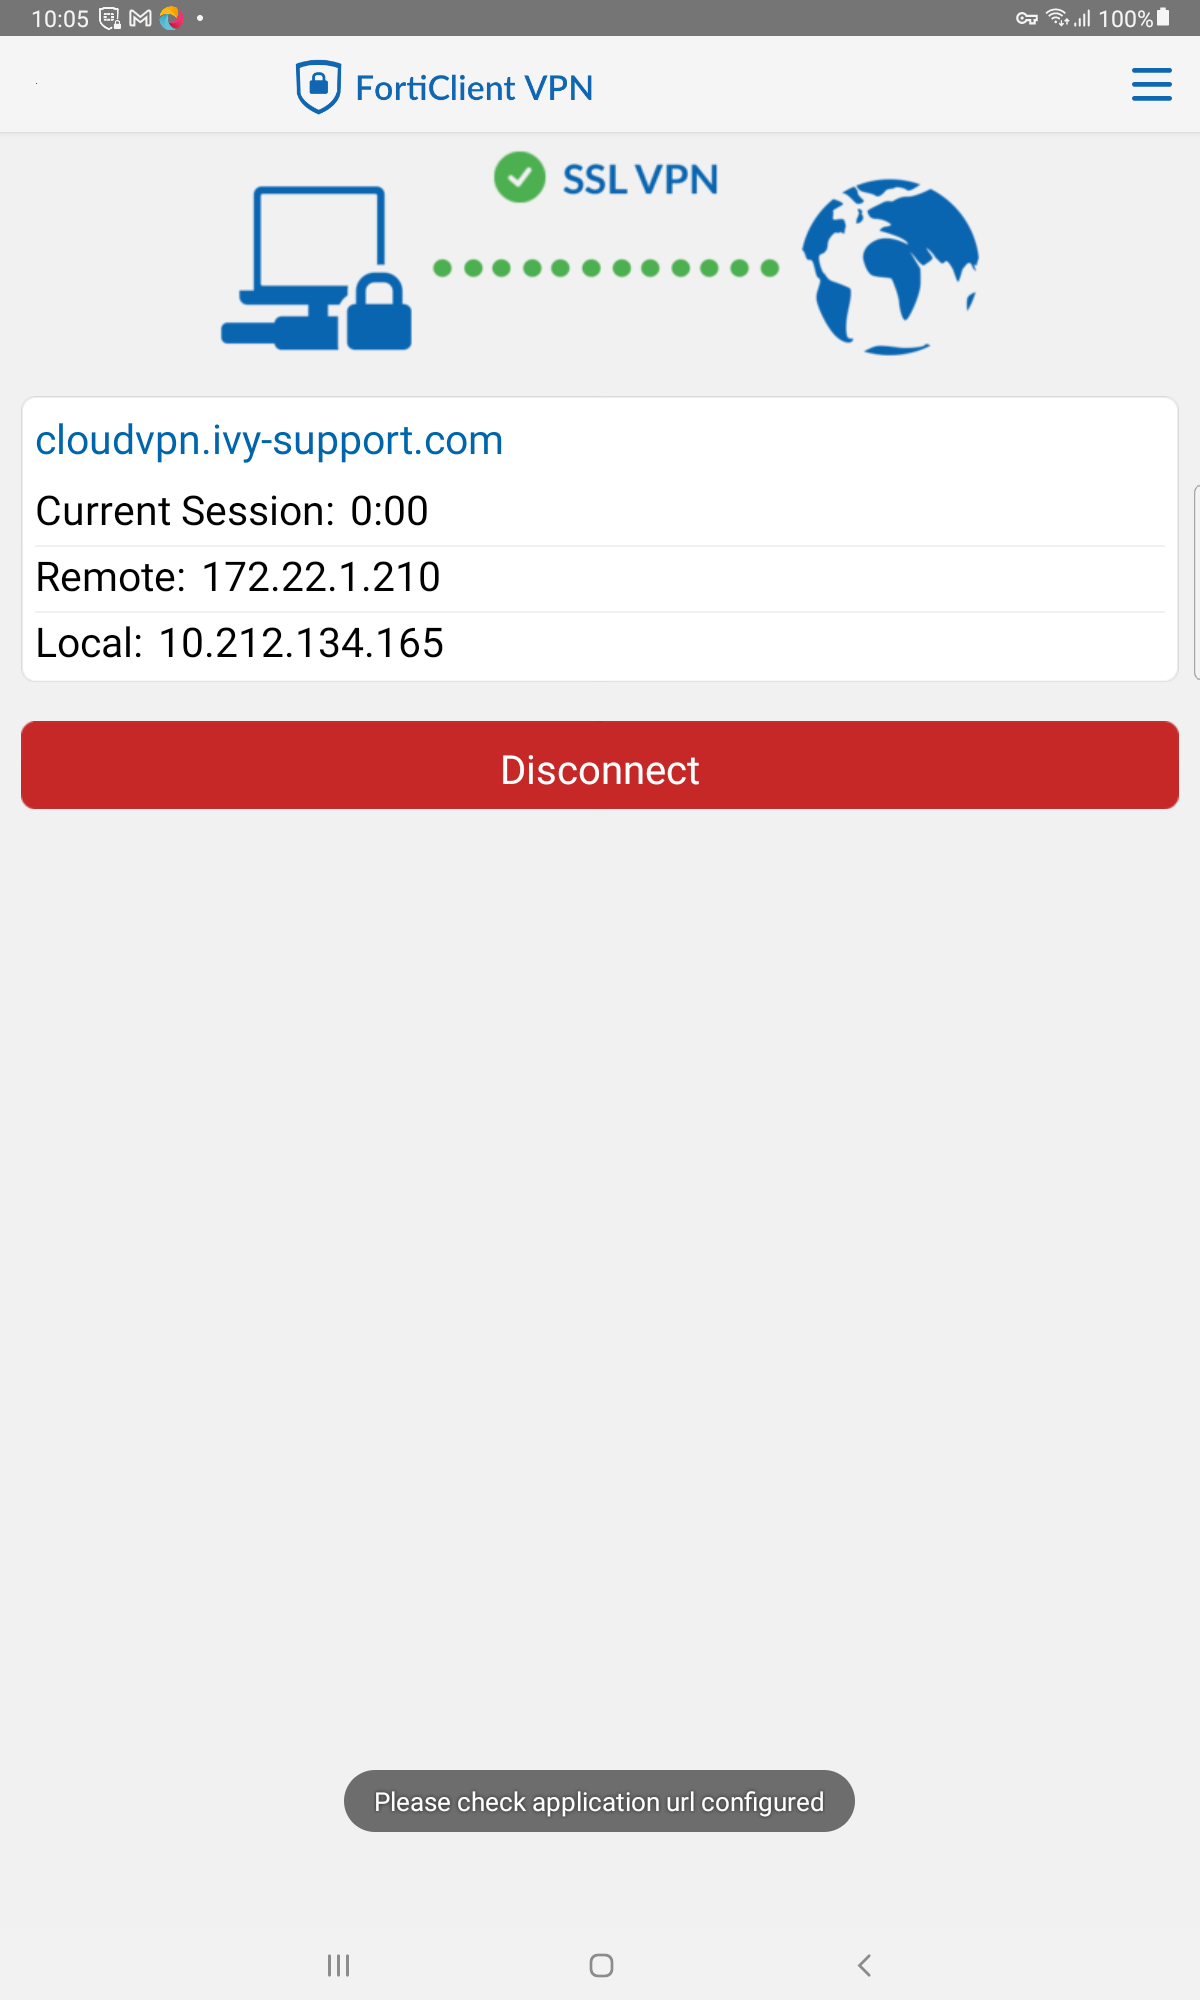 10:05
100%
FortiClient VPN
SSL VPN
cloudvpn.ivy-support.com
Current Session: 0:00
Remote: 172.22.1.210
Local: 10.212.134.165
Disconnect
Please check application url configured